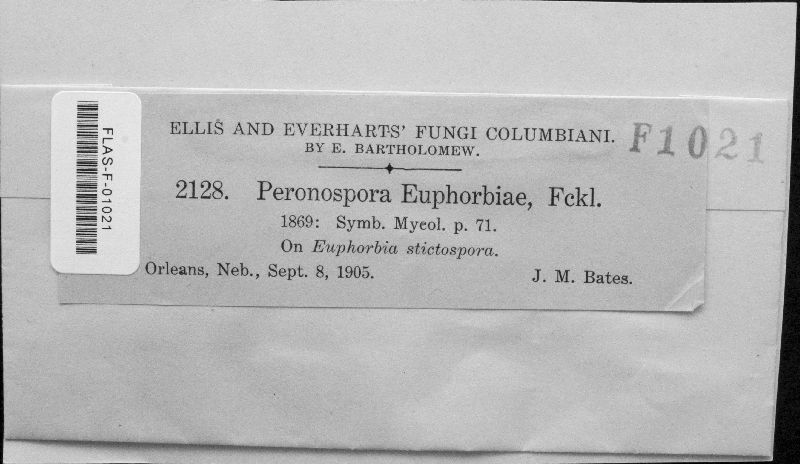 ELLIS AND EVERHARTS' FUNGI COLUMBIANI.
BY E. BARTHOLOMEW.
F1021
FLAS-F-01021
2128. Peronospora Euphorbiae, Fckl.
1869: Symb. Mycol. p. 71.
On Euphorbia stictospora.
Orleans, Neb., Sept. 8, 1905. J. M. Bates.